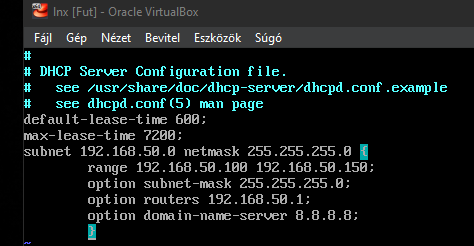 lnx [Fut] - Oracle VirtualBox
Fájl Gép Nézet Bevitel Eszközök Súgó
#
# DHCP Server Configuration file.
#   see /usr/share/doc/dhcp-server/dhcpd.conf.example
#   see dhcpd.conf(5) man page
default-lease-time 600;
max-lease-time 7200;
subnet 192.168.50.0 netmask 255.255.255.0 {
        range 192.168.50.100 192.168.50.150;
        option subnet-mask 255.255.255.0;
        option routers 192.168.50.1;
        option domain-name-server 8.8.8.8;
        }
~